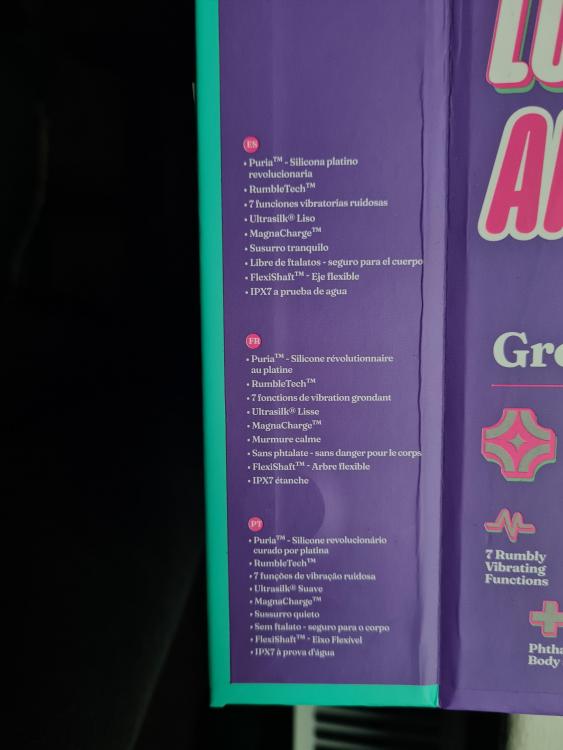 ES
• Puria™ - Silicona platino
revolucionaria
• RumbleTech™
• 7 funciones vibratorias ruidosas
• Ultrasilk® Liso
• MagnaCharge™
• Susurro tranquilo
• Libre de ftalatos - seguro para el cuerpo
• FlexiShaft™ - Eje flexible
• IPX7 a prueba de agua
FR
• Puria™ - Silicone révolutionnaire
au platine
• RumbleTech™
• 7 fonctions de vibration grondant
• Ultrasilk® Lisse
• MagnaCharge™
• Murmure calme
• Sans phtalate - sans danger pour le corps
• FlexiShaft™ - Arbre flexible
• IPX7 étanche
PT
• Puria™ - Silicone revolucionário
curado por platina
• RumbleTech™
• 7 funções de vibração ruidosa
• Ultrasilk® Suave
• MagnaCharge™
• Sussurro quieto
• Sem ftalato - seguro para o corpo
• FlexiShaft™ - Eixo Flexível
• IPX7 à prova d'água
7 Rumbly
Vibrating
Functions
Body